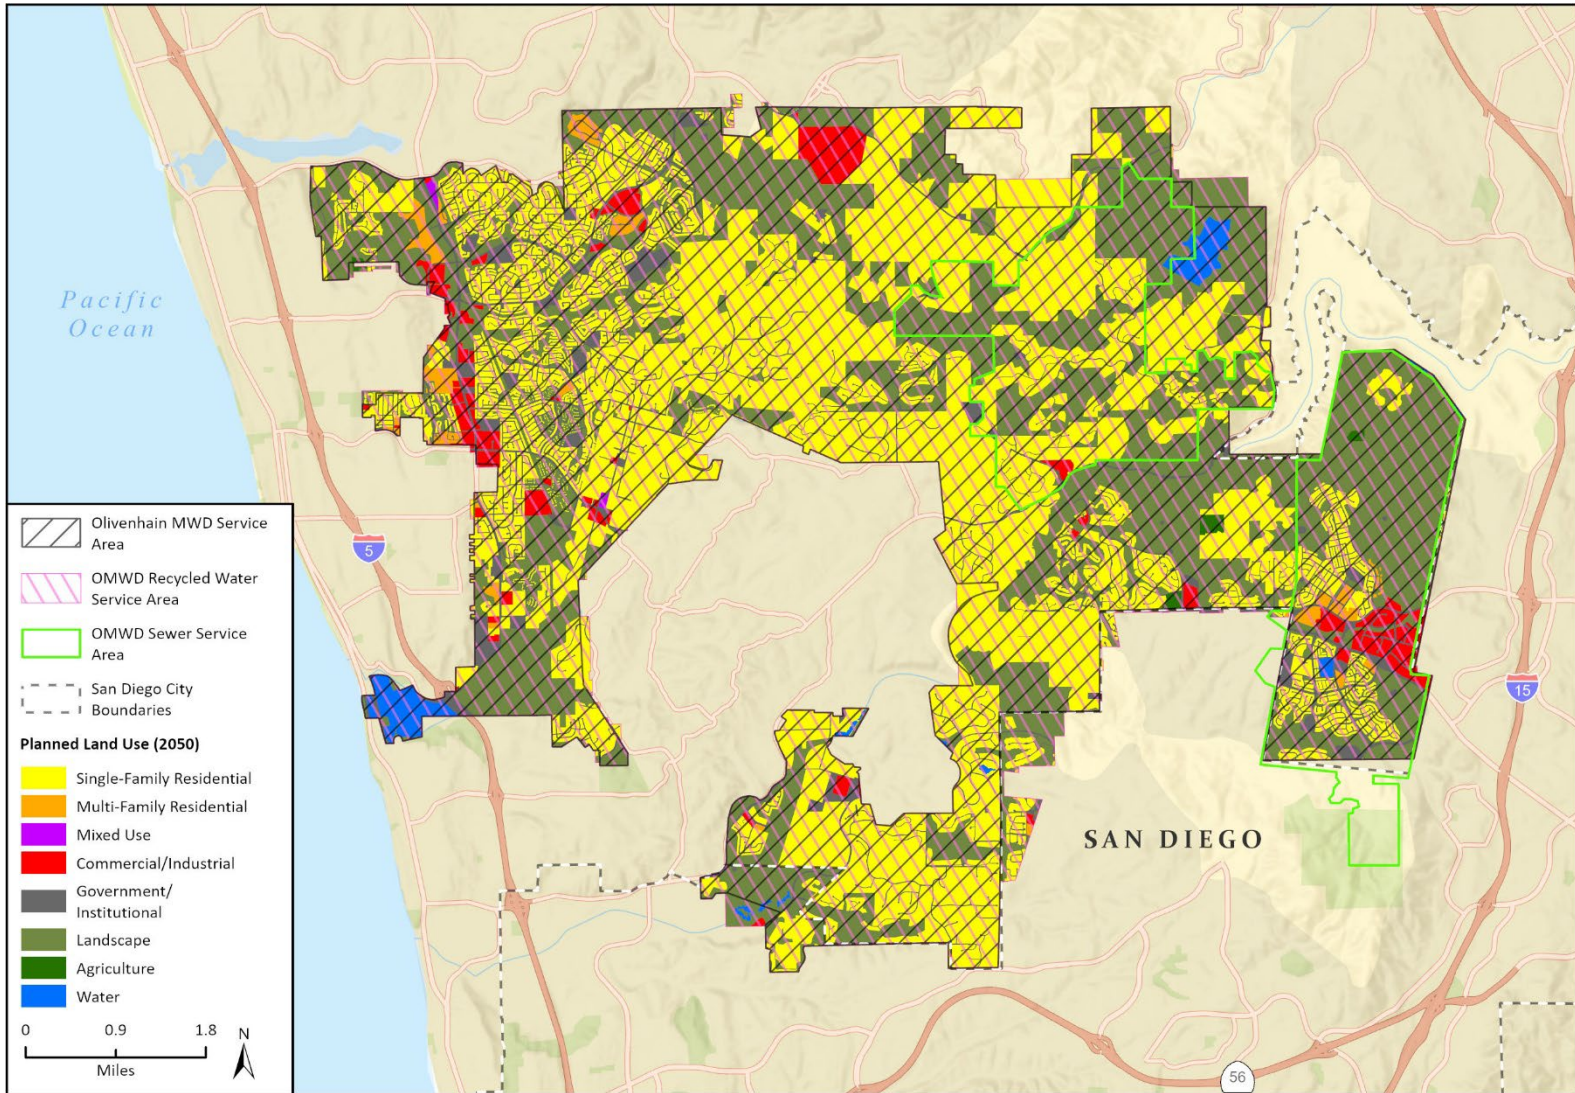 Pacific
Ocean
5
15
56
SAN DIEGO
Olivenhain MWD Service
Area
OMWD Recycled Water
Service Area
OMWD Sewer Service
Area
San Diego City
Boundaries
Planned Land Use (2050)
Single-Family Residential
Multi-Family Residential
Mixed Use
Commercial/Industrial
Government/
Institutional
Landscape
Agriculture
Water
0 0.9 1.8
Miles
N